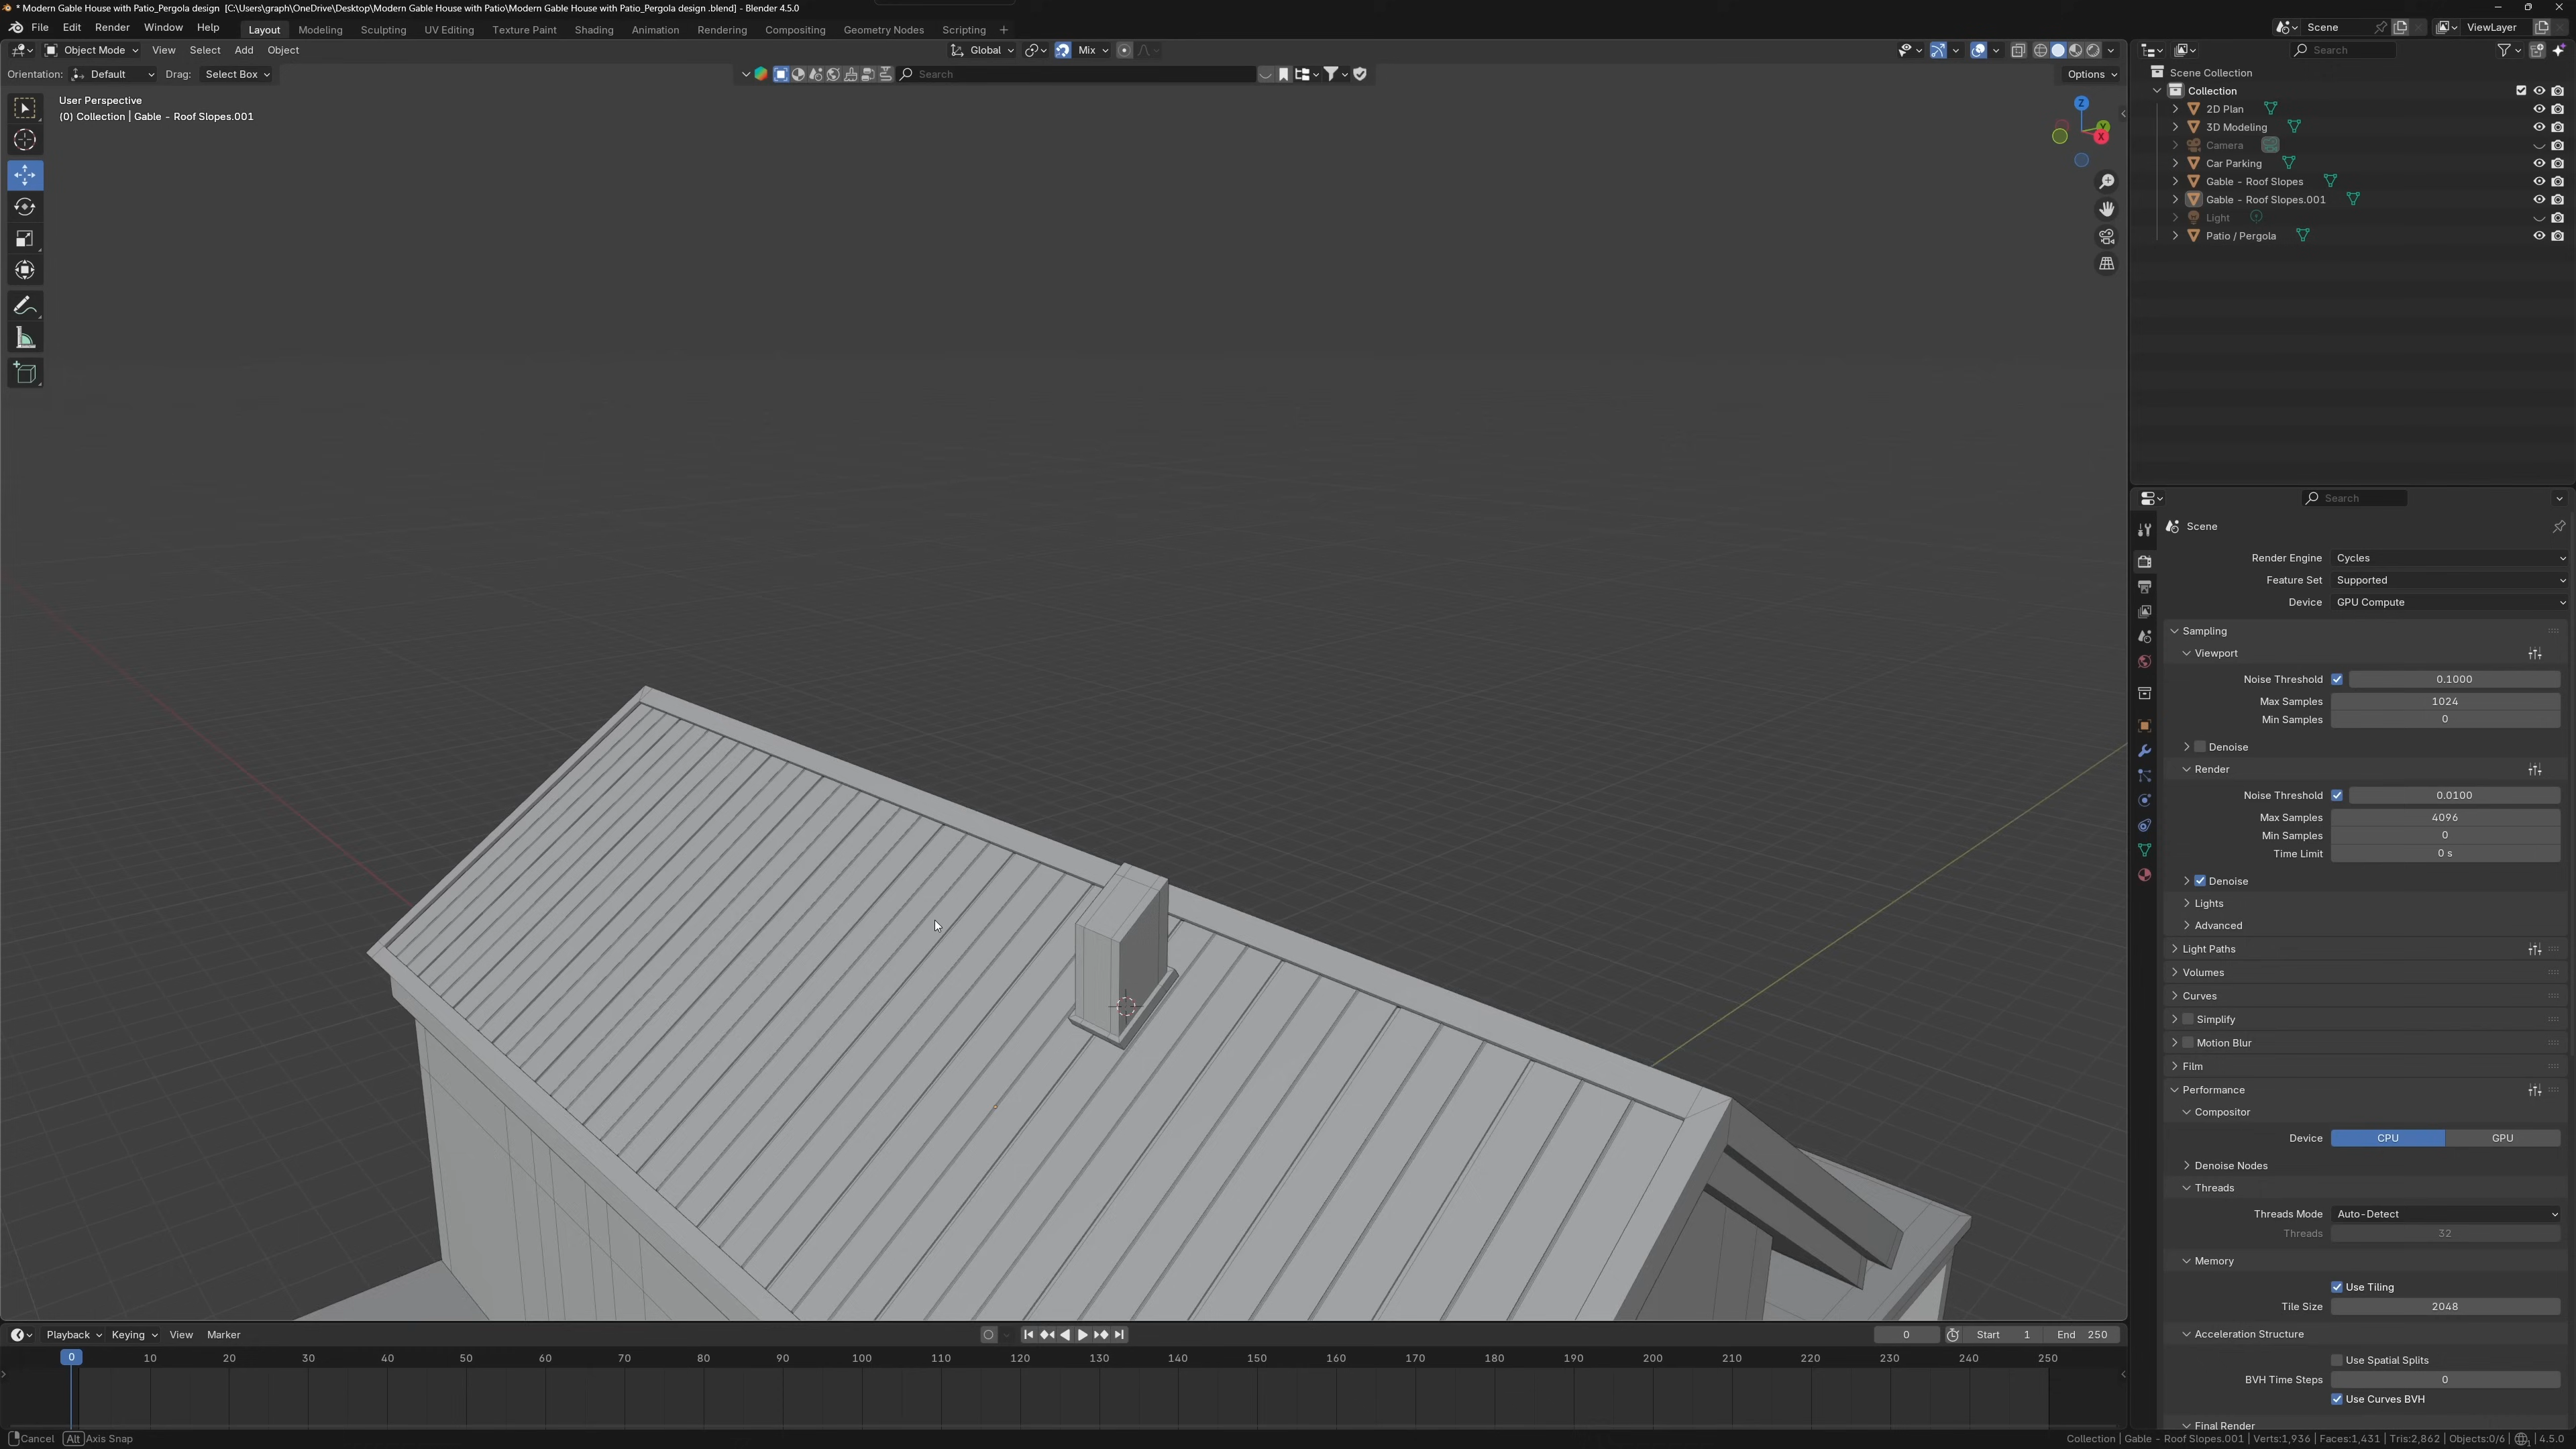 * Modern Gable House with Patio_Pergola design  [C:\Users\graph\OneDrive\Desktop\Modern Gable House with Patio\Modern Gable House with Patio_Pergola design .blend] - Blender 4.5.0
File Edit Render Window Help Layout Modeling Sculpting UV Editing Texture Paint Shading Animation Rendering Compositing Geometry Nodes Scripting + Scene ViewLayer
Object Mode View Select Add Object Global Mix Search
Orientation: Default Drag: Select Box Search Options
User Perspective
(0) Collection | Gable - Roof Slopes.001
Z
Y
X
Scene Collection
Collection
2D Plan
3D Modeling
Camera
Car Parking
Gable - Roof Slopes
Gable - Roof Slopes.001
Light
Patio / Pergola
Search
Scene
Render Engine Cycles
Feature Set Supported
Device GPU Compute
Sampling
Viewport
Noise Threshold 0.1000
Max Samples 1024
Min Samples 0
Denoise
Render
Noise Threshold 0.0100
Max Samples 4096
Min Samples 0
Time Limit 0 s
Denoise
Lights
Advanced
Light Paths
Volumes
Curves
Simplify
Motion Blur
Film
Performance
Compositor
Device CPU GPU
Denoise Nodes
Threads
Threads Mode Auto-Detect
Threads 32
Memory
Use Tiling
Tile Size 2048
Acceleration Structure
Use Spatial Splits
BVH Time Steps 0
Use Curves BVH
Final Render
Playback Keying View Marker 0 Start 1 End 250
0 10 20 30 40 50 60 70 80 90 100 110 120 130 140 150 160 170 180 190 200 210 220 230 240 250
Cancel Alt Axis Snap Collection | Gable - Roof Slopes.001 | Verts:1,936 | Faces:1,431 | Tris:2,862 | Objects:0/6 | 4.5.0